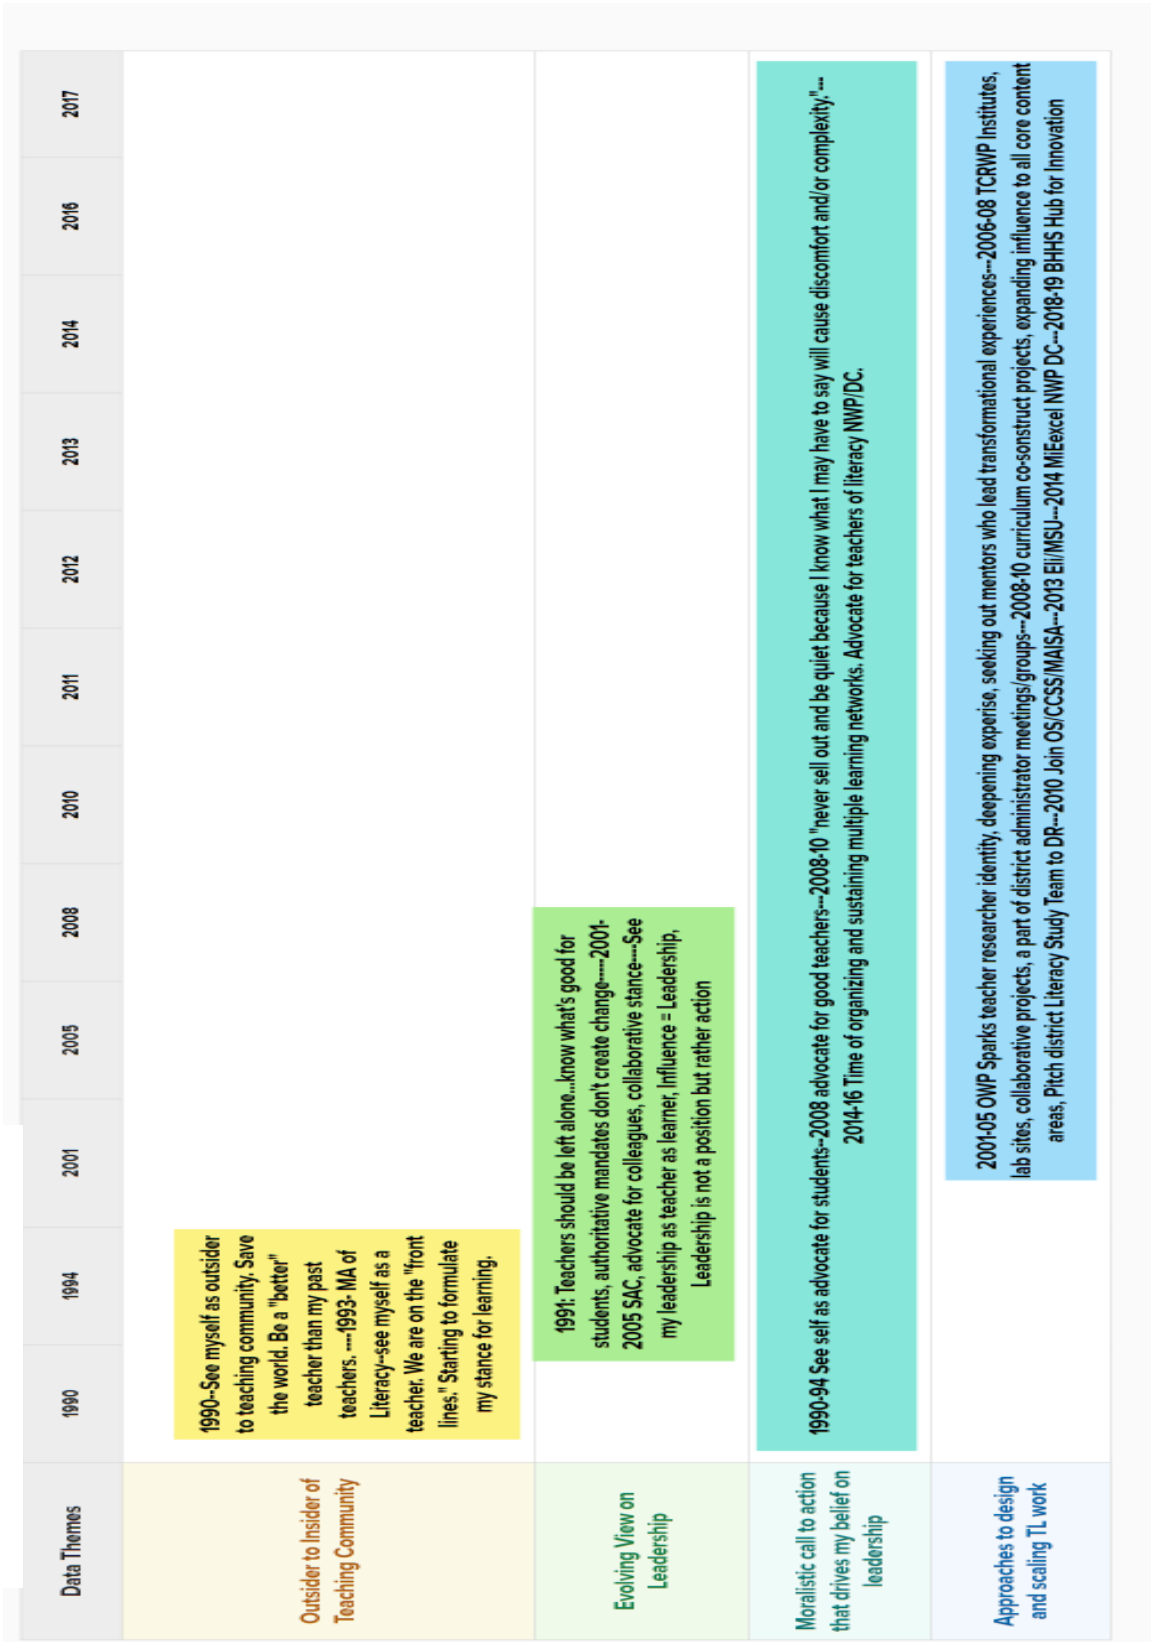 Data Themes
1990
1994
2001
2005
2008
2010
2011
2012
2013
2014
2016
2017
Outsider to Insider of
Teaching Community
1990--See myself as outsider
to teaching community. Save
the world. Be a "better"
teacher than my past
teachers. ----1993- MA of
Literacy--see myself as a
teacher. We are on the "front
lines." Starting to formulate
my stance for learning.
Evolving View on
Leadership
1991: Teachers should be left alone...know what's good for
students, authoritative mandates don't create change-----2001-
2005 SAC, advocate for colleagues, collaborative stance----See
my leadership as teacher as learner, Influence = Leadership,
Leadership is not a position but rather action
Moralistic call to action
that drives my belief on
leadership
1990-94 See self as advocate for students--2008 advocate for good teachers---2008-10 "never sell out and be quiet because I know what I may have to say will cause discomfort and/or complexity."---
2014-16 Time of organizing and sustaining multiple learning networks. Advocate for teachers of literacy NWP/DC.
Approaches to design
and scaling TL work
2001-05 OWP Sparks teacher researcher identity, deepening experise, seeking out mentors who lead transformational experiences---2006-08 TCRWP Institutes,
lab sites, collaborative projects, a part of district administrator meetings/groups---2008-10 curriculum co-sonstruct projects, expanding influence to all core content
areas, Pitch district Literacy Study Team to DR---2010 Join OS/CCSS/MAISA---2013 Eli/MSU---2014 MiEexcel NWP DC---2018-19 BHHS Hub for Innovation